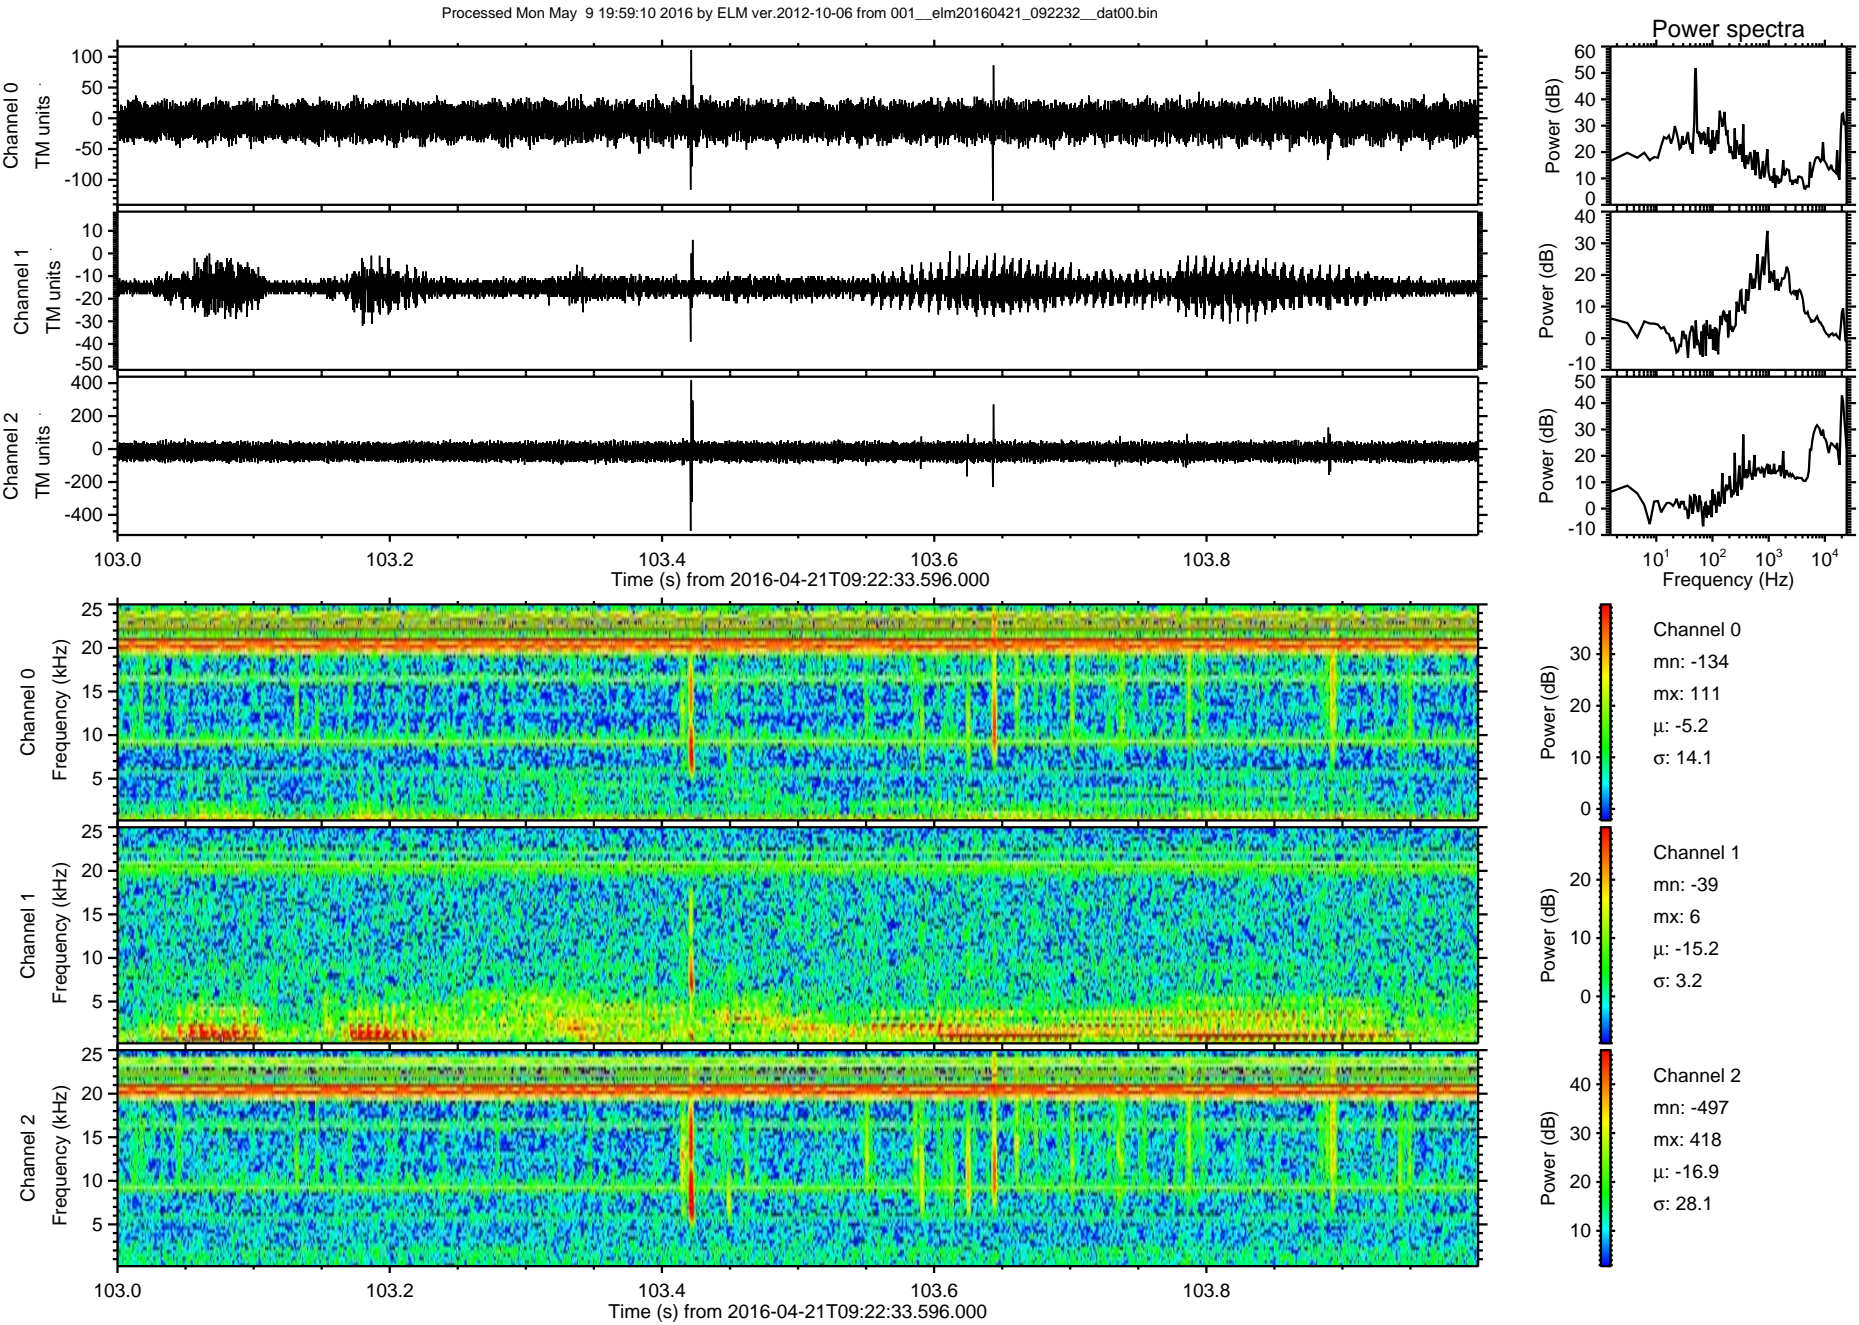 Processed Mon May  9 19:59:10 2016 by ELM ver.2012-10-06 from 001__elm20160421_092232__dat00.bin
Power spectra
Channel 0
TM units
100
50
0
-50
-100
Power (dB)
60
50
40
30
20
10
0
Channel 1
TM units
10
0
-10
-20
-30
-40
-50
Power (dB)
40
30
20
10
0
-10
Channel 2
TM units
400
200
0
-200
-400
Power (dB)
50
40
30
20
10
0
-10
103.0 103.2 103.4 103.6 103.8
Time (s) from 2016-04-21T09:22:33.596.000
10¹ 10² 10³ 10⁴
Frequency (Hz)
Channel 0
Frequency (kHz)
25
20
15
10
5
Power (dB)
30
20
10
0
Channel 0
mn: -134
mx: 111
μ: -5.2
σ: 14.1
Channel 1
Frequency (kHz)
25
20
15
10
5
Power (dB)
20
10
0
Channel 1
mn: -39
mx: 6
μ: -15.2
σ: 3.2
Channel 2
Frequency (kHz)
25
20
15
10
5
Power (dB)
40
30
20
10
Channel 2
mn: -497
mx: 418
μ: -16.9
σ: 28.1
103.0 103.2 103.4 103.6 103.8
Time (s) from 2016-04-21T09:22:33.596.000